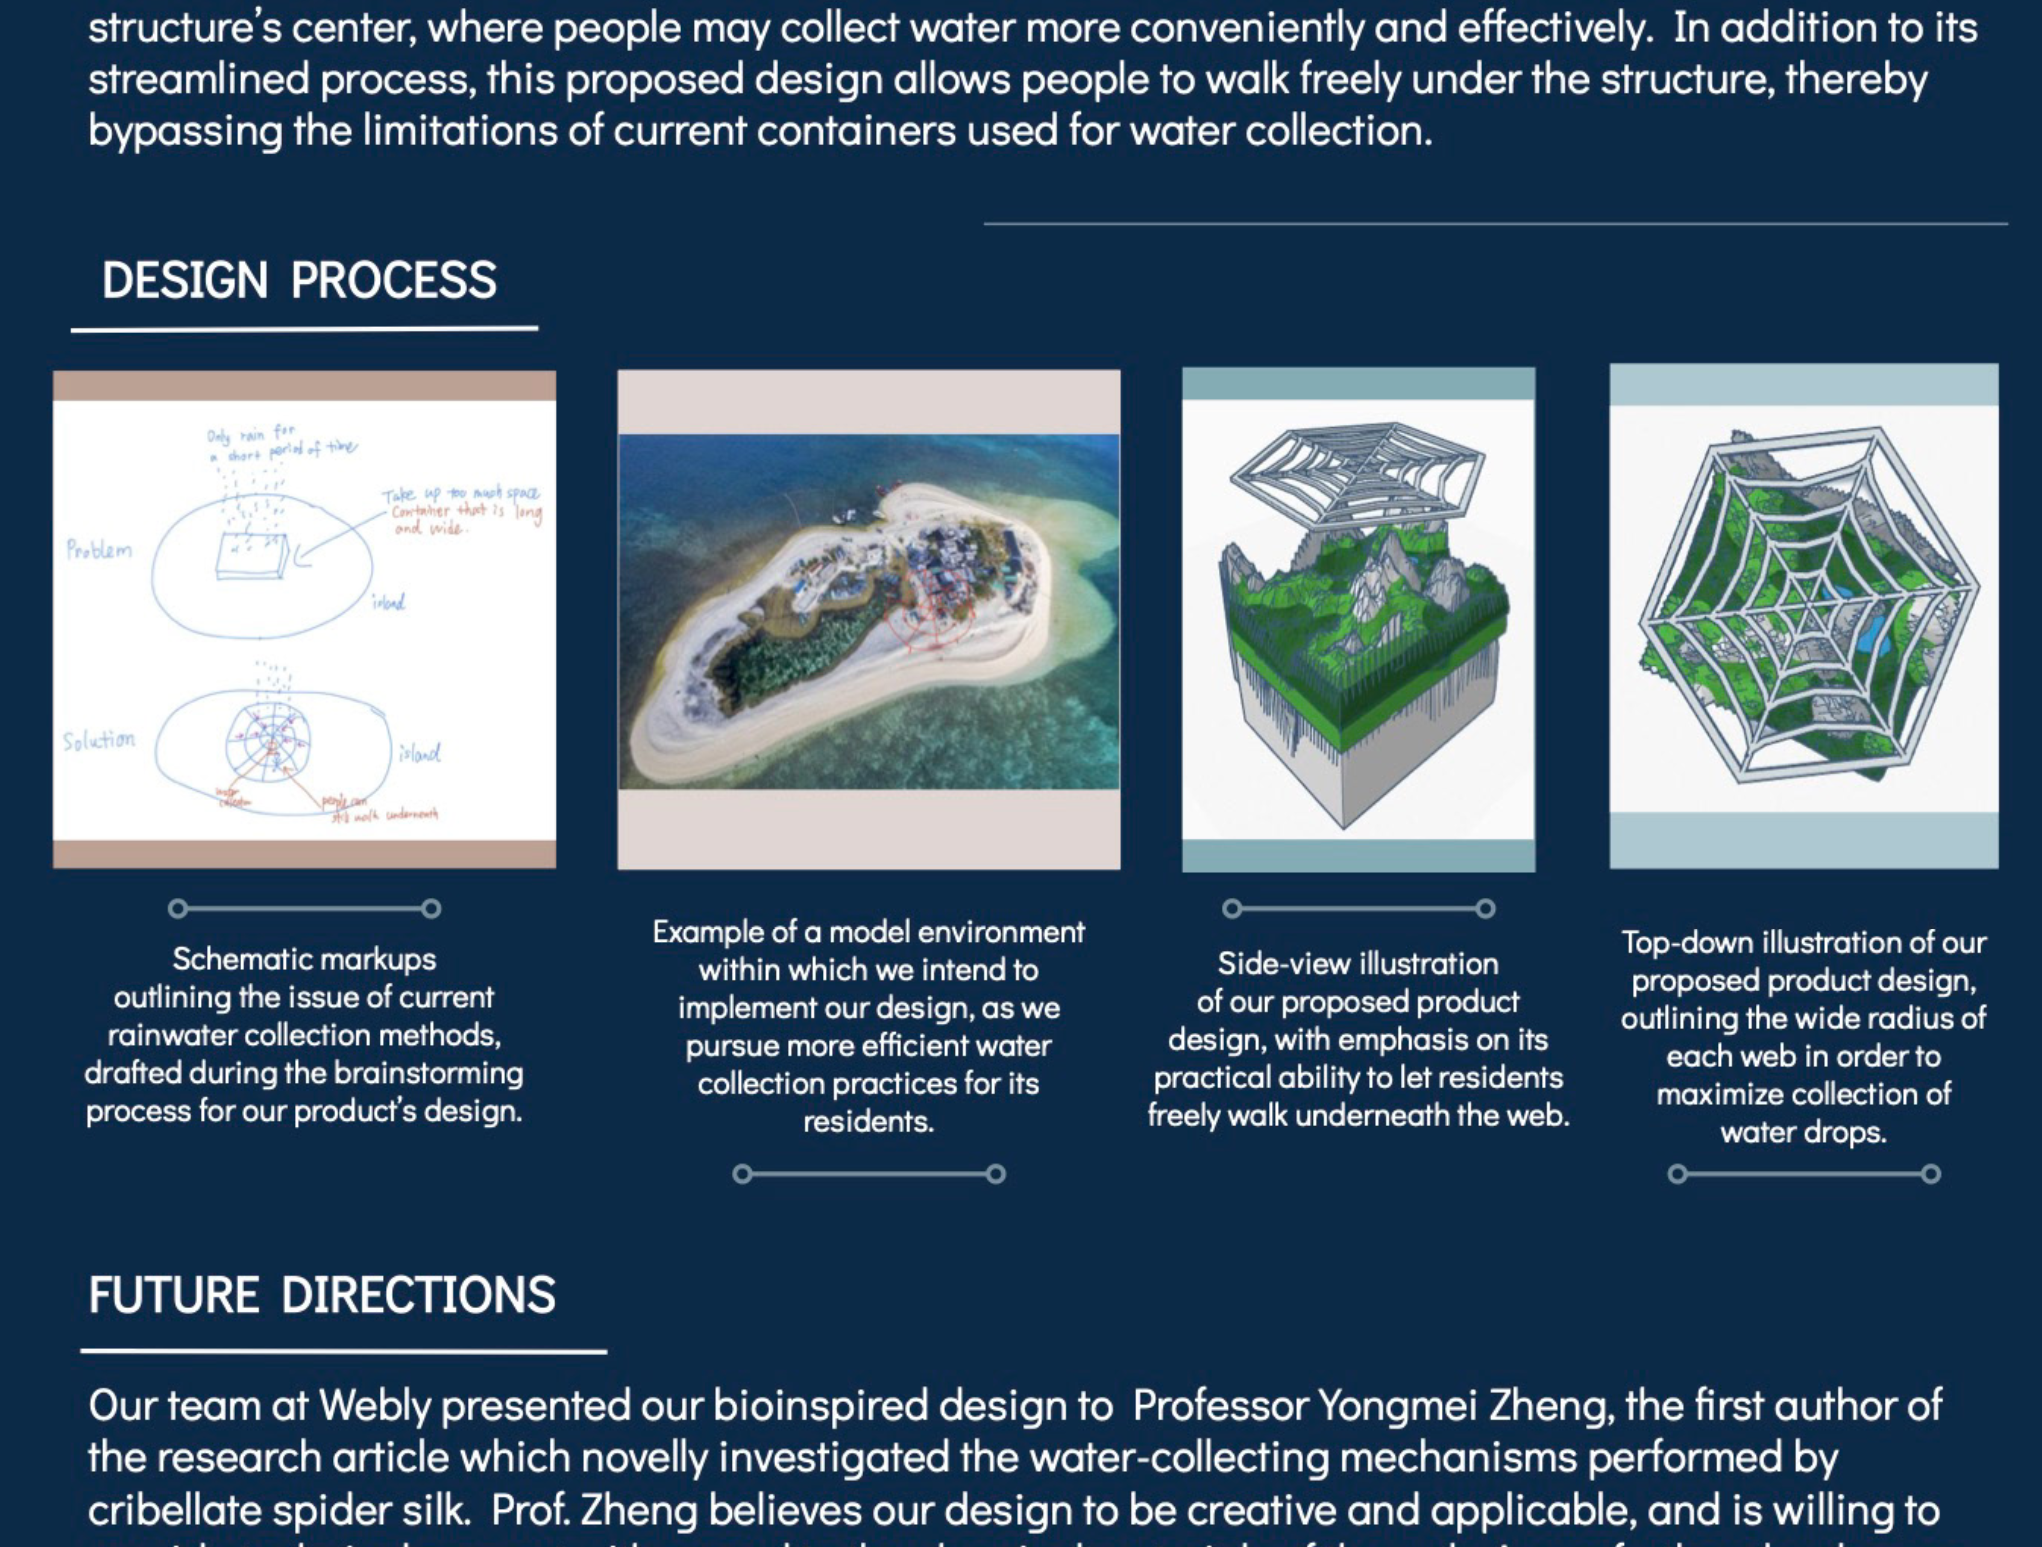 structure's center, where people may collect water more conveniently and effectively.  In addition to its
streamlined process, this proposed design allows people to walk freely under the structure, thereby
bypassing the limitations of current containers used for water collection.
DESIGN PROCESS
Only rain for
a short period of time
Take up too much space
Container that is long
and wide.
Problem
island
Solution
island
people can
still walk underneath
Schematic markups
outlining the issue of current
rainwater collection methods,
drafted during the brainstorming
process for our product's design.
Example of a model environment
within which we intend to
implement our design, as we
pursue more efficient water
collection practices for its
residents.
Side-view illustration
of our proposed product
design, with emphasis on its
practical ability to let residents
freely walk underneath the web.
Top-down illustration of our
proposed product design,
outlining the wide radius of
each web in order to
maximize collection of
water drops.
FUTURE DIRECTIONS
Our team at Webly presented our bioinspired design to  Professor Yongmei Zheng, the first author of
the research article which novelly investigated the water-collecting mechanisms performed by
cribellate spider silk.  Prof. Zheng believes our design to be creative and applicable, and is willing to